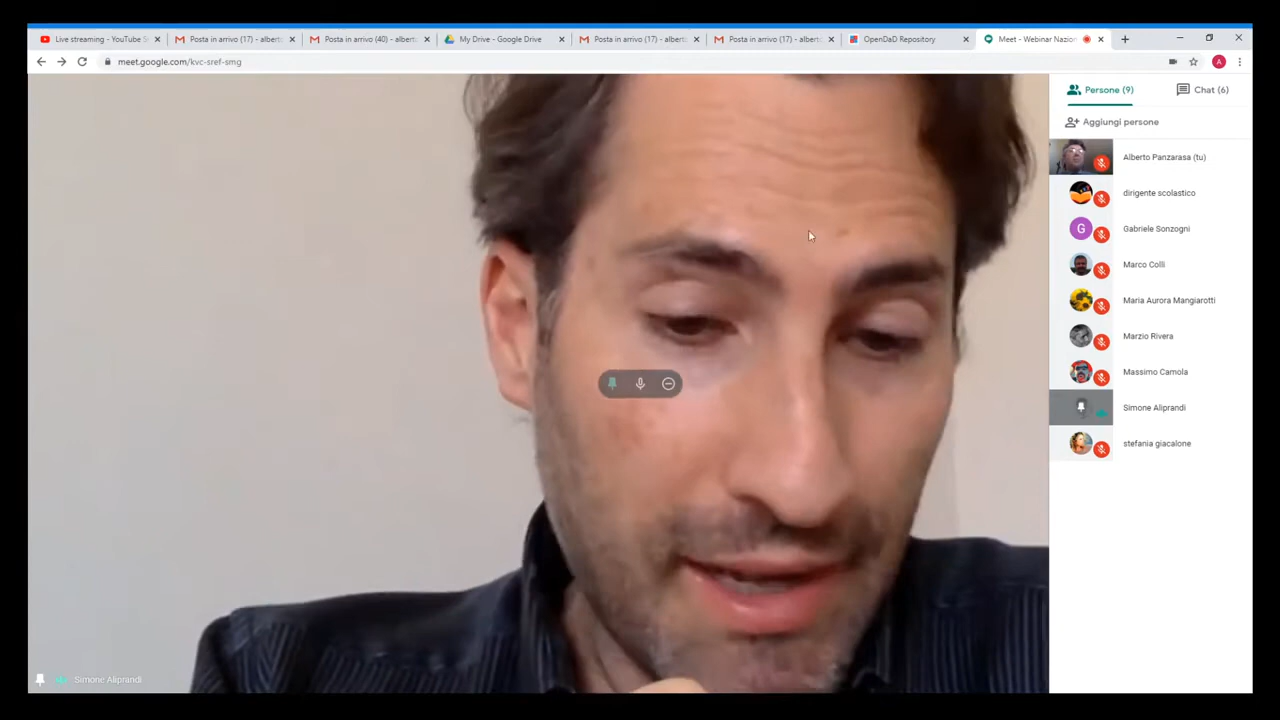 Live streaming - YouTube S
Posta in arrivo (17) - albert
Posta in arrivo (40) - albert
My Drive - Google Drive
Posta in arrivo (17) - albert
Posta in arrivo (17) - albert
OpenDaD Repository
Meet - Webinar Nazion
meet.google.com/kvc-sref-smg
A
Persone (9)
Chat (6)
Aggiungi persone
Alberto Panzarasa (tu)
dirigente scolastico
G
Gabriele Sonzogni
Marco Colli
Maria Aurora Mangiarotti
Marzio Rivera
Massimo Carnola
Simone Aliprandi
stefania giacalone
Simone Aliprandi